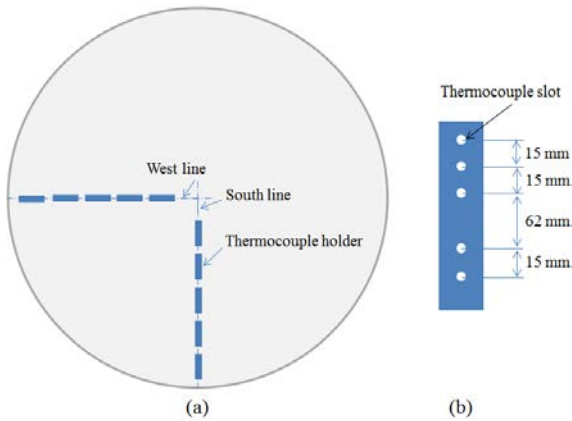 West line
South line
Thermocouple holder
(a)
Thermocouple slot
15 mm
15 mm.
62 mm.
15 mm.
(b)